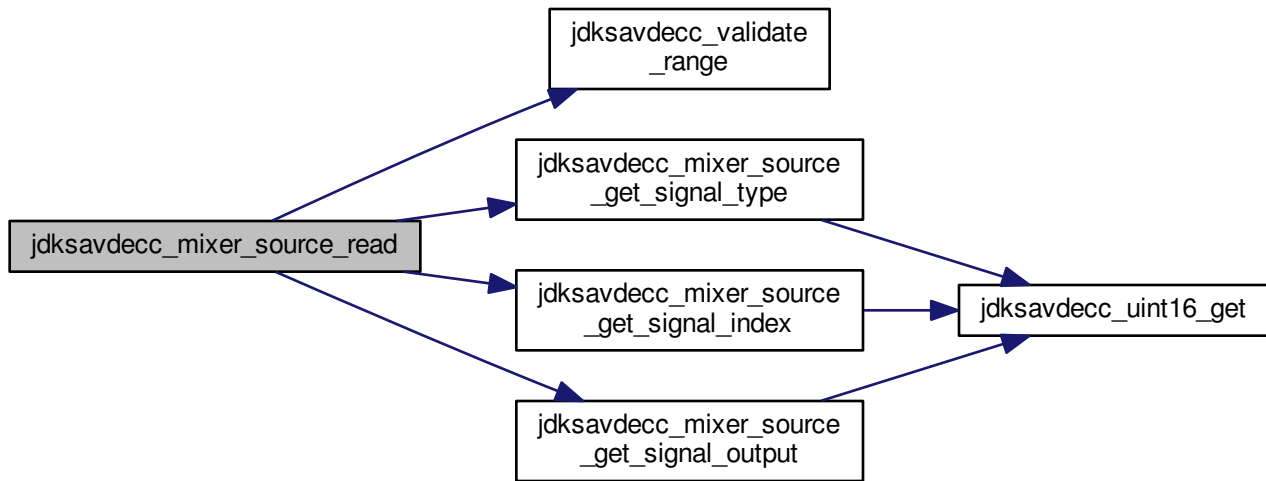 jdksavdecc_validate
_range
jdksavdecc_mixer_source
_get_signal_type
jdksavdecc_mixer_source_read
jdksavdecc_mixer_source
_get_signal_index
jdksavdecc_uint16_get
jdksavdecc_mixer_source
_get_signal_output